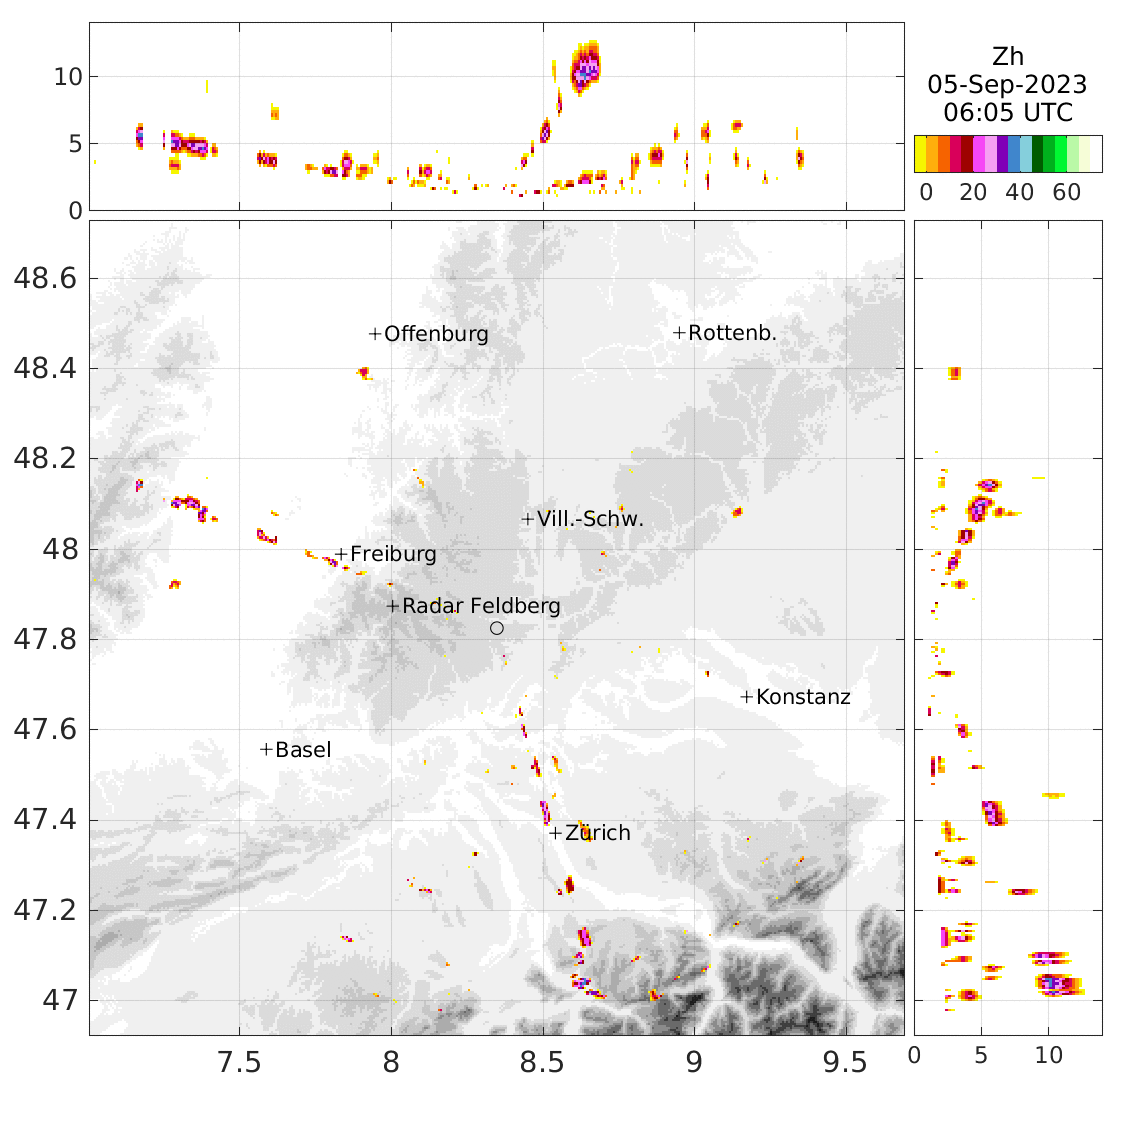 10
5
0
Zh
05-Sep-2023
06:05 UTC
0 20 40 60
48.6
48.4
48.2
48
47.8
47.6
47.4
47.2
47
+Offenburg
+Rottenb.
+Vill.-Schw.
+Freiburg
+Radar Feldberg
+Konstanz
+Basel
+Zürich
7.5 8 8.5 9 9.5
0 5 10